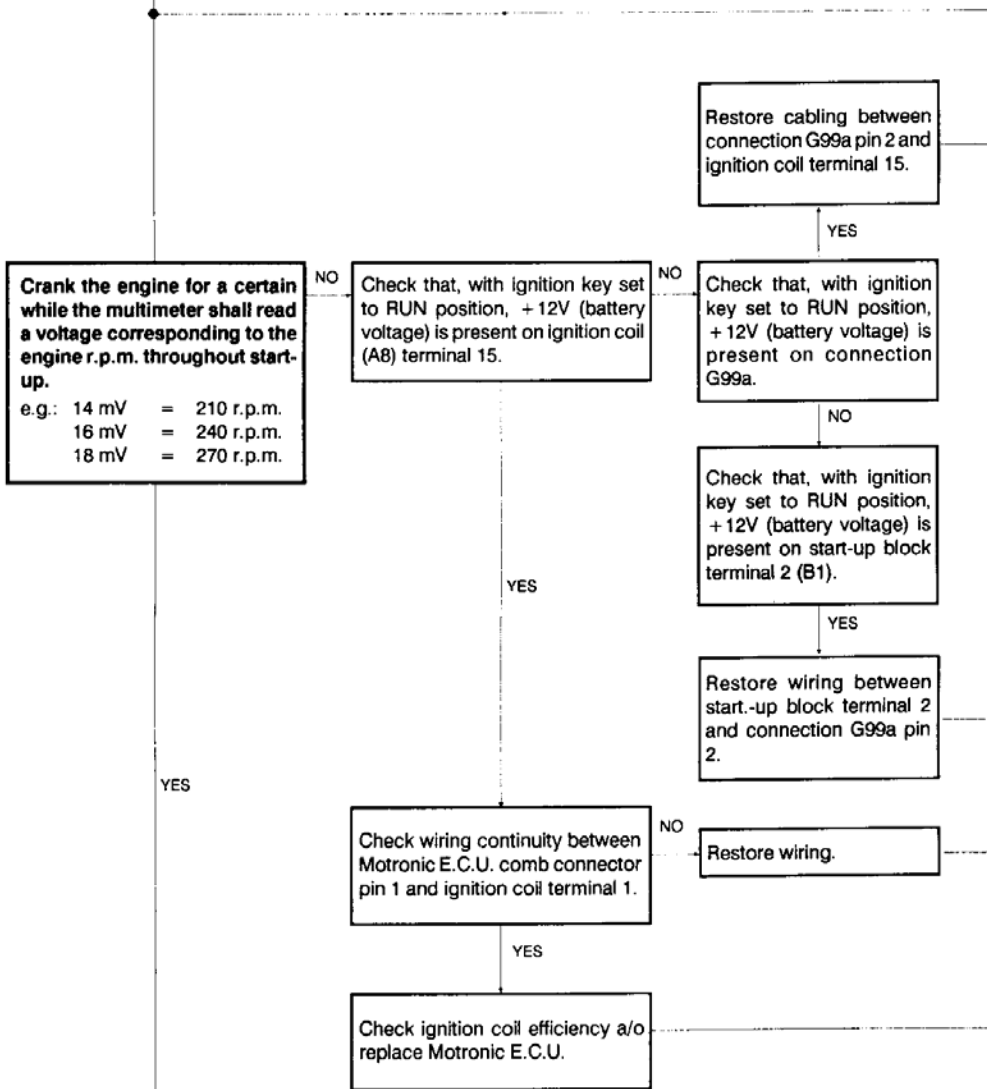 Restore cabling between
connection G99a pin 2 and
ignition coil terminal 15.
YES
Crank the engine for a certain
while the multimeter shall read
a voltage corresponding to the
engine r.p.m. throughout start-
up.
e.g.: 14 mV = 210 r.p.m.
16 mV = 240 r.p.m.
18 mV = 270 r.p.m.
NO
Check that, with ignition key set
to RUN position, +12V (battery
voltage) is present on ignition coil
(A8) terminal 15.
NO
Check that, with ignition
key set to RUN position,
+12V (battery voltage) is
present on connection
G99a.
NO
Check that, with ignition
key set to RUN position,
+12V (battery voltage) is
present on start-up block
terminal 2 (B1).
YES
YES
Restore wiring between
start.-up block terminal 2
and connection G99a pin
2.
YES
Check wiring continuity between
Motronic E.C.U. comb connector
pin 1 and ignition coil terminal 1.
NO
Restore wiring.
YES
Check ignition coil efficiency a/o
replace Motronic E.C.U.